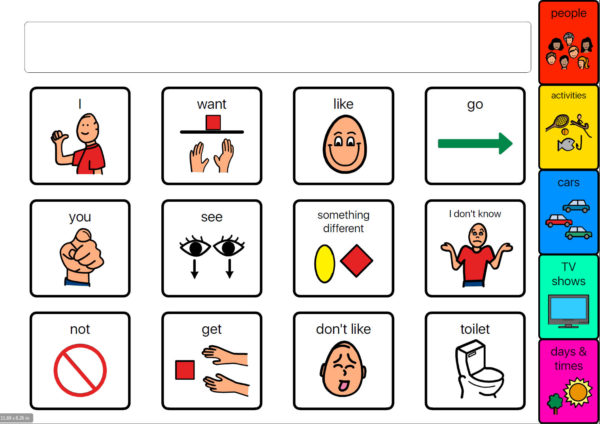 people
I
want
like
go
activities
cars
you
see
something
different
I don't know
TV
shows
not
get
don't like
toilet
days &
times